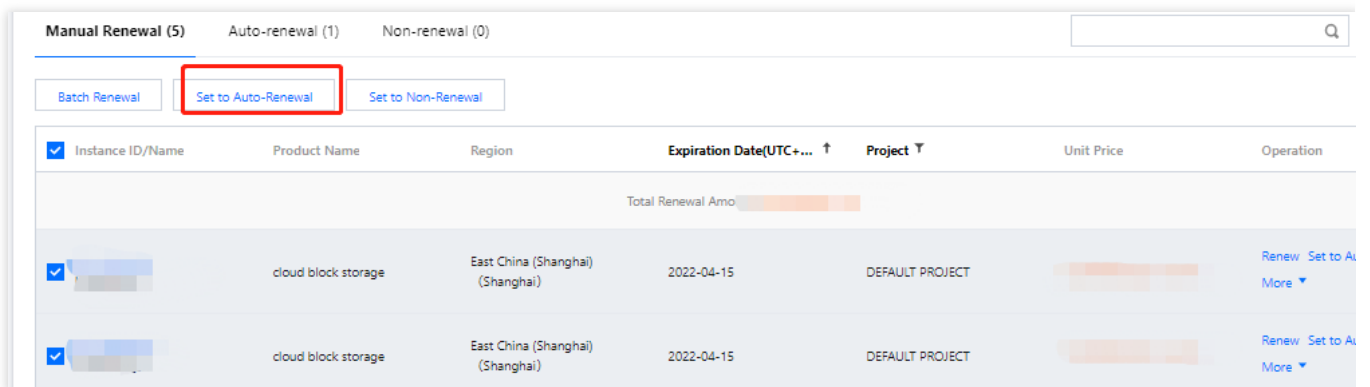 Manual Renewal (5) Auto-renewal (1) Non-renewal (0)
Batch Renewal Set to Auto-Renewal Set to Non-Renewal
Instance ID/Name Product Name Region Expiration Date(UTC+... Project Unit Price Operation
Total Renewal Amo
cloud block storage East China (Shanghai) (Shanghai) 2022-04-15 DEFAULT PROJECT Renew Set to Au
More
cloud block storage East China (Shanghai) (Shanghai) 2022-04-15 DEFAULT PROJECT Renew Set to Au
More